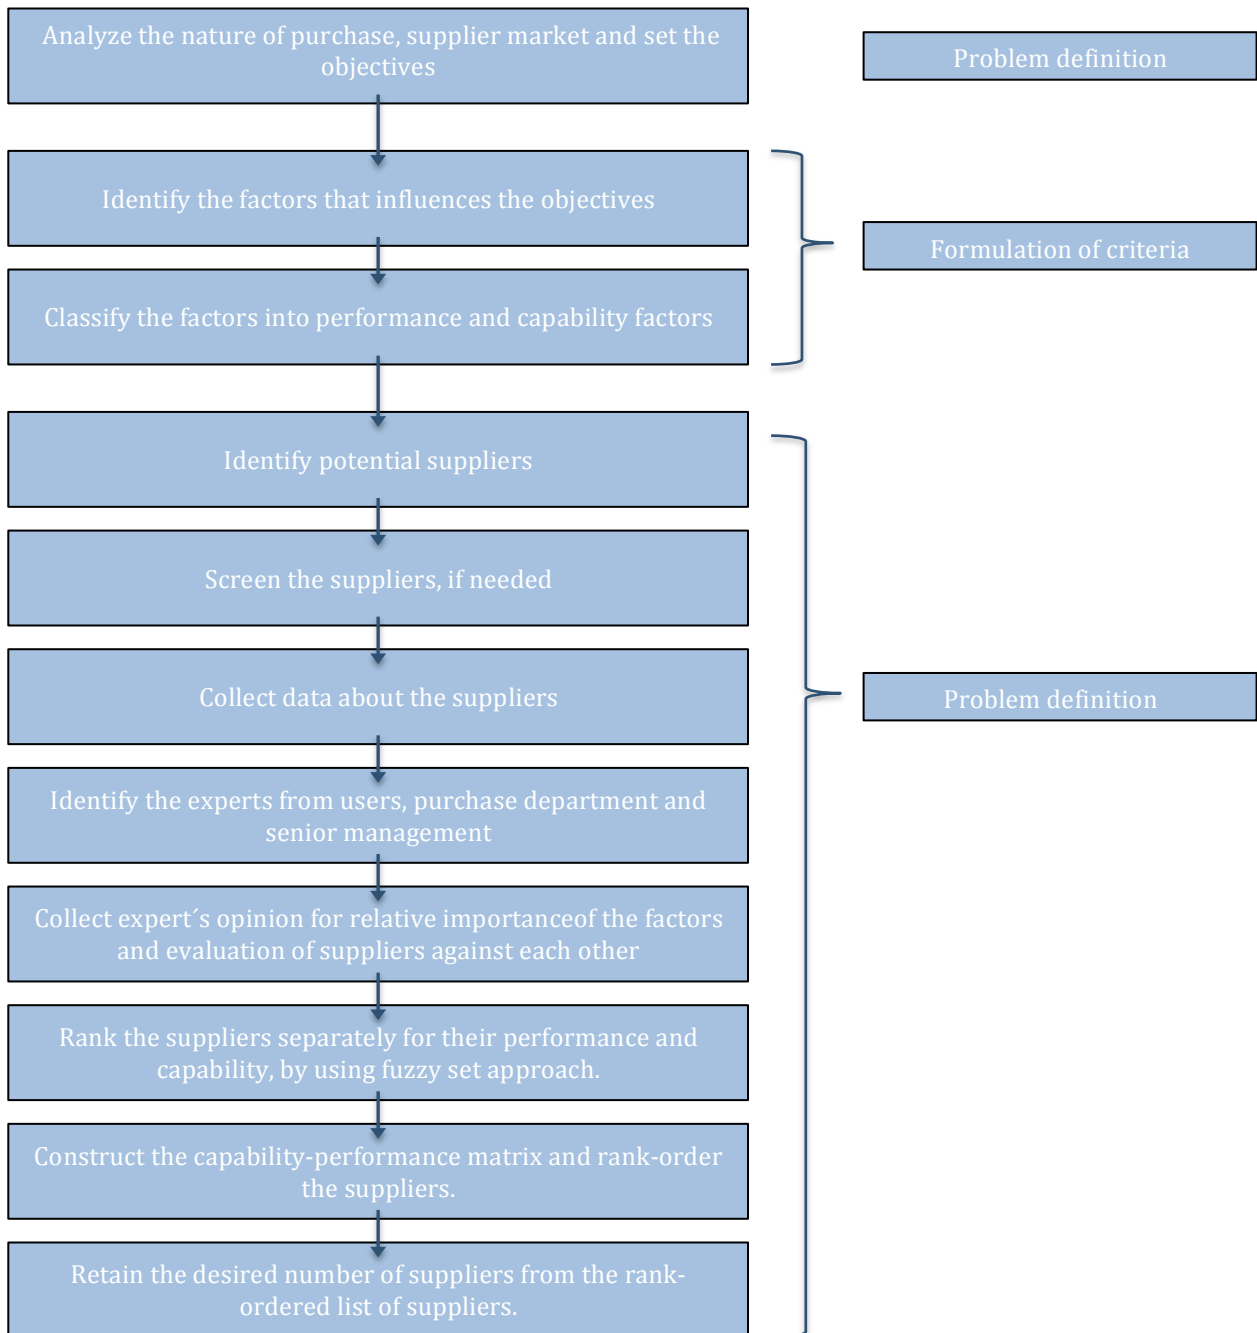 Analyze the nature of purchase, supplier market and set the
objectives
Problem definition
Identify the factors that influences the objectives
Formulation of criteria
Classify the factors into performance and capability factors
Identify potential suppliers
Screen the suppliers, if needed
Collect data about the suppliers
Problem definition
Identify the experts from users, purchase department and
senior management
Collect expert´s opinion for relative importanceof the factors
and evaluation of suppliers against each other
Rank the suppliers separately for their performance and
capability, by using fuzzy set approach.
Construct the capability-performance matrix and rank-order
the suppliers.
Retain the desired number of suppliers from the rank-
ordered list of suppliers.